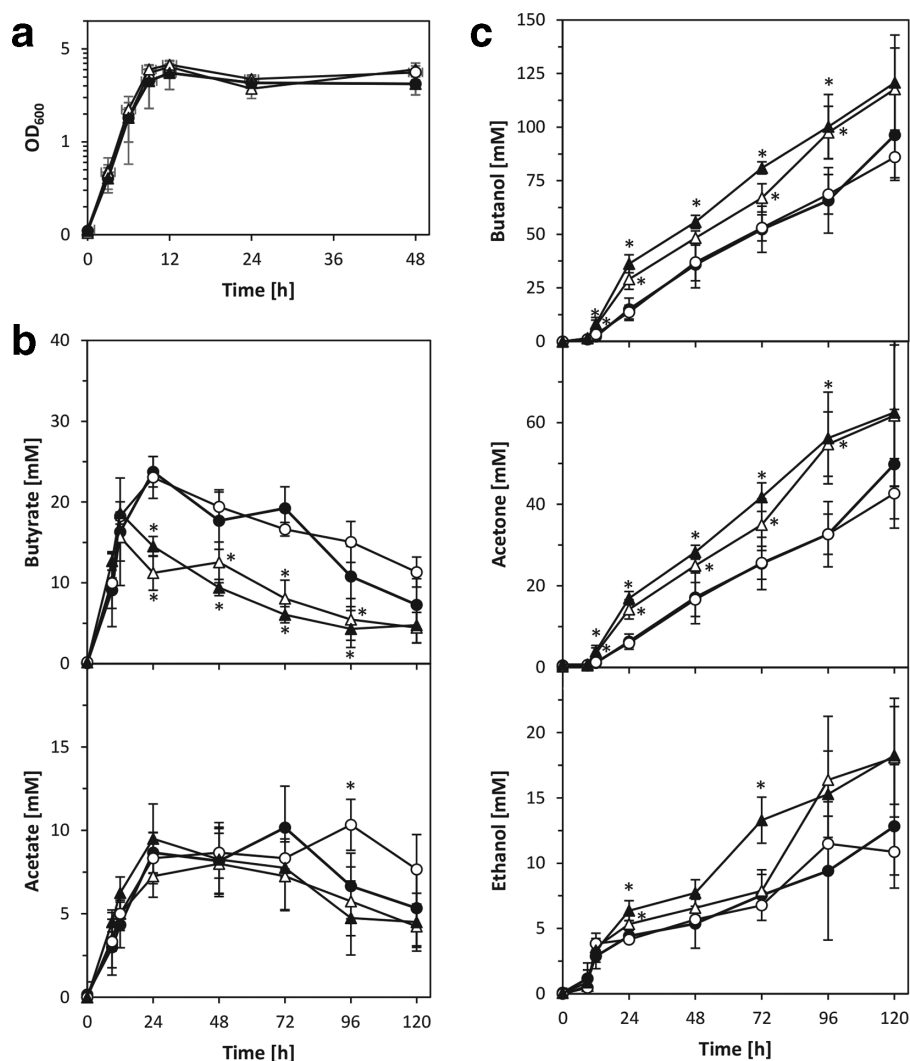 a
5
1
0
OD600
0 12 24 36 48
Time [h]
b
40
30
20
10
0
Butyrate [mM]
* * * * * * * *
15
10
5
0
Acetate [mM]
*
0 24 48 72 96 120
Time [h]
c
150
125
100
75
50
25
0
Butanol [mM]
* * * * * * * * *
60
40
20
0
Acetone [mM]
* * * * * * * * * *
20
15
10
5
0
Ethanol [mM]
* * *
0 24 48 72 96 120
Time [h]